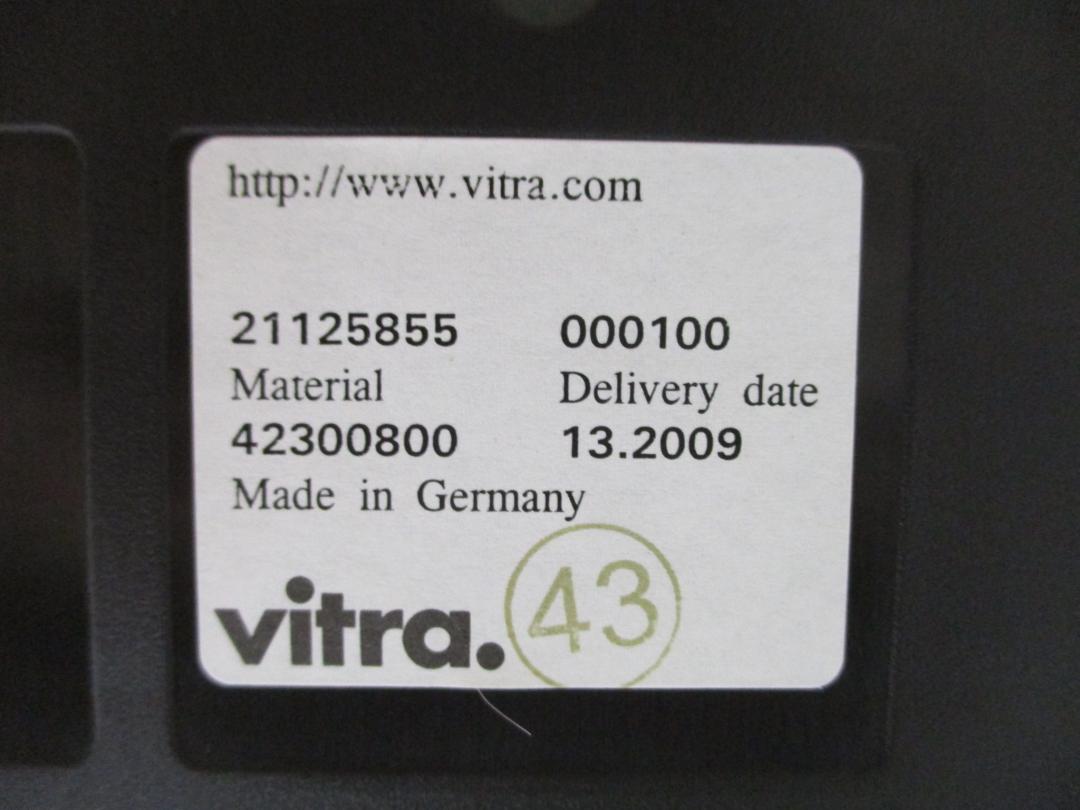 http://www.vitra.com
21125855 000100
Material Delivery date
42300800 13.2009
Made in Germany
vitra. 43